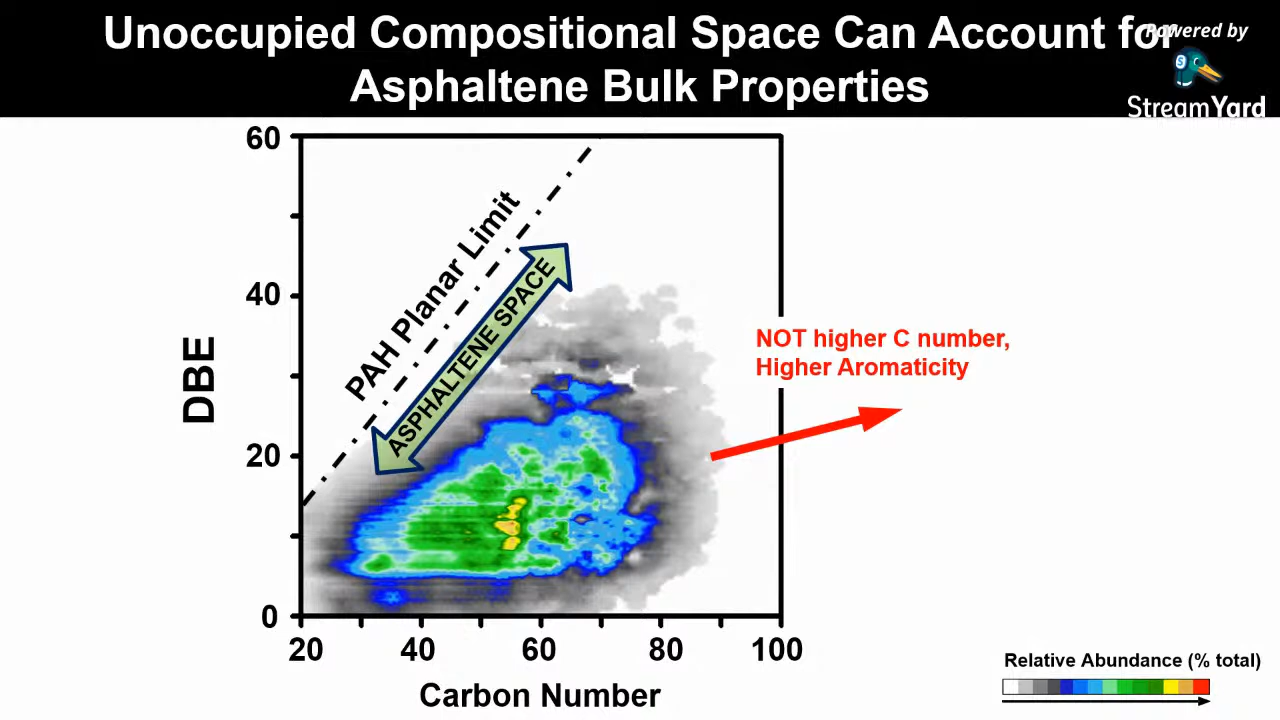 Unoccupied Compositional Space Can Account for
Asphaltene Bulk Properties
Powered by
StreamYard
60
40
20
0
DBE
PAH Planar Limit
ASPHALTENE SPACE
NOT higher C number,
Higher Aromaticity
20 40 60 80 100
Carbon Number
Relative Abundance (% total)